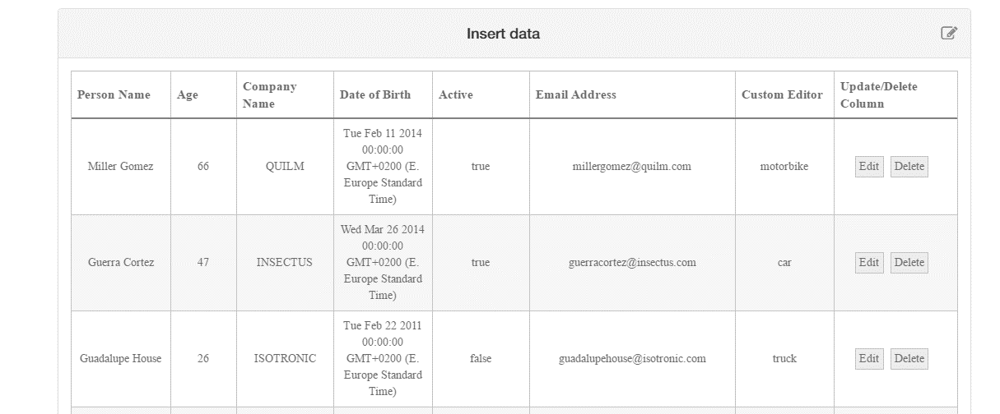 Insert data
Person Name Age Company Name Date of Birth Active Email Address Custom Editor Update/Delete Column
Miller Gomez 66 QUILM Tue Feb 11 2014 00:00:00 GMT+0200 (E. Europe Standard Time) true millergomez@quilm.com motorbike Edit Delete
Guerra Cortez 47 INSECTUS Wed Mar 26 2014 00:00:00 GMT+0200 (E. Europe Standard Time) true guerracortez@insectus.com car Edit Delete
Guadalupe House 26 ISOTRONIC Tue Feb 22 2011 00:00:00 GMT+0200 (E. Europe Standard Time) false guadalupehouse@isotronic.com truck Edit Delete